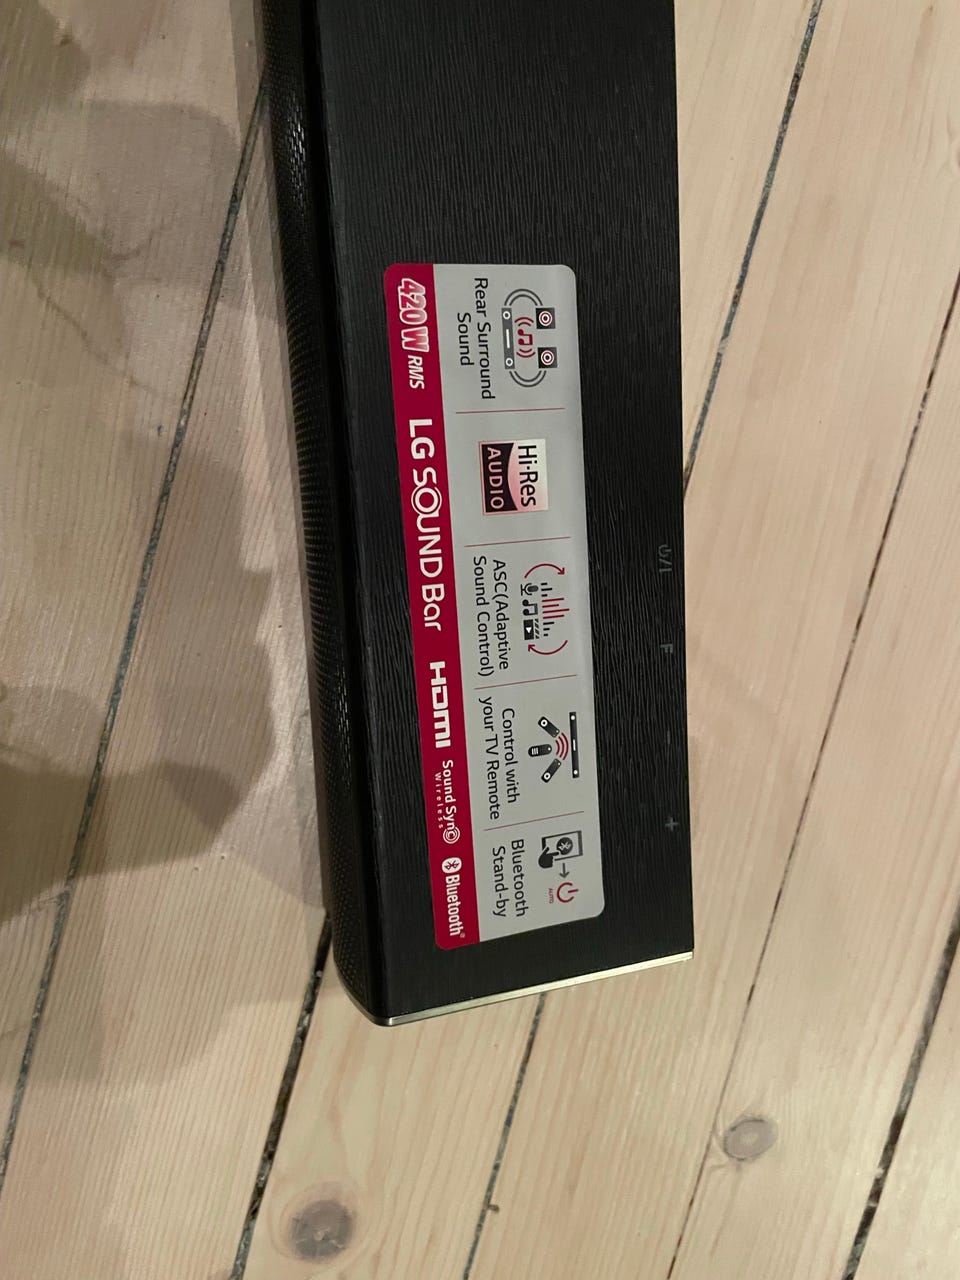 Rear Surround
Sound
Hi-Res
AUDIO
ASC(Adaptive
Sound Control)
Control with
your TV Remote
AUTO
Bluetooth
Stand-by
420W RMS
LG SOUND Bar
HDMI
Sound Sync
Wireless
Bluetooth®
F
-
+